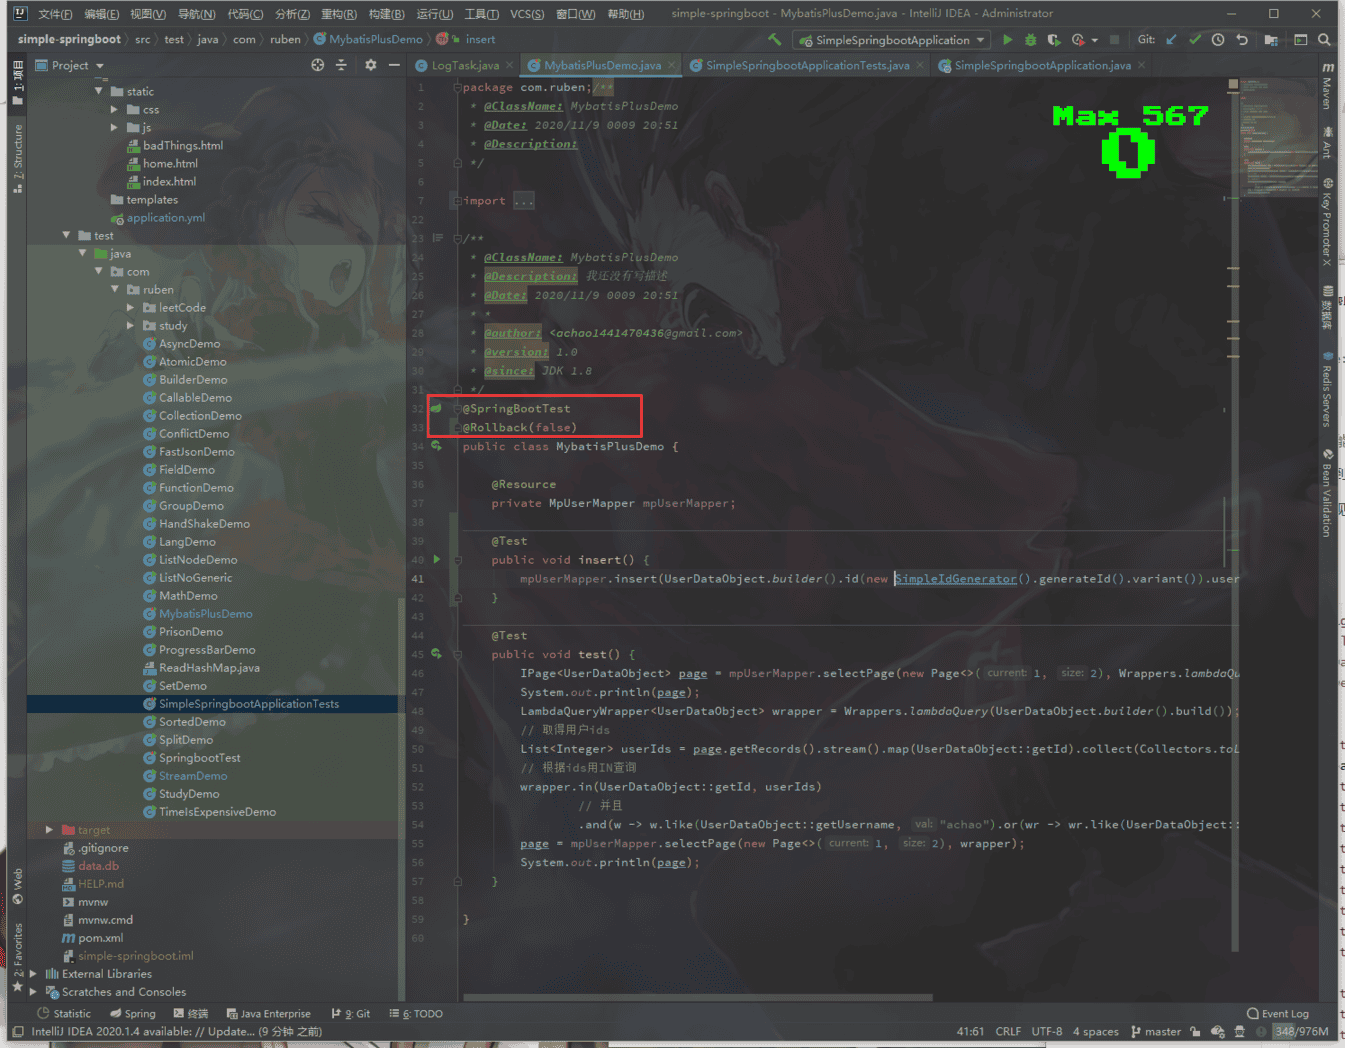 文件(F) 编辑(E) 视图(V) 导航(N) 代码(C) 分析(Z) 重构(R) 构建(B) 运行(U) 工具(T) VCS(S) 窗口(W) 帮助(H) simple-springboot - MybatisPlusDemo.java - IntelliJ IDEA - Administrator
simple-springboot src test java com ruben MybatisPlusDemo insert SimpleSpringbootApplication Git:
Project LogTask.java MybatisPlusDemo.java SimpleSpringbootApplicationTests.java SimpleSpringbootApplication.java
1: 项目
7: Structure
Web
2: Favorites
static
css
js
badThings.html
home.html
index.html
templates
application.yml
test
java
com
ruben
leetCode
study
AsyncDemo
AtomicDemo
BuilderDemo
CallableDemo
CollectionDemo
ConflictDemo
FastJsonDemo
FieldDemo
FunctionDemo
GroupDemo
HandShakeDemo
LangDemo
ListNodeDemo
ListNoGeneric
MathDemo
MybatisPlusDemo
PrisonDemo
ProgressBarDemo
ReadHashMap.java
SetDemo
SimpleSpringbootApplicationTests
SortedDemo
SplitDemo
SpringbootTest
StreamDemo
StudyDemo
TimeIsExpensiveDemo
target
.gitignore
data.db
HELP.md
mvnw
mvnw.cmd
pom.xml
simple-springboot.iml
External Libraries
Scratches and Consoles
1 package com.ruben;/**
2 * @ClassName: MybatisPlusDemo
3 * @Date: 2020/11/9 0009 20:51
4 * @Description:
5 */
6
7 import ...
22
23 /**
24 * @ClassName: MybatisPlusDemo
25 * @Description: 我还没有写描述
26 * @Date: 2020/11/9 0009 20:51
27 * *
28 * @author: <achao1441470436@gmail.com>
29 * @version: 1.0
30 * @since: JDK 1.8
31 */
32 @SpringBootTest
33 @Rollback(false)
34 public class MybatisPlusDemo {
35
36 @Resource
37 private MpUserMapper mpUserMapper;
38
39 @Test
40 public void insert() {
41 mpUserMapper.insert(UserDataObject.builder().id(new SimpleIdGenerator().generateId().variant()).user
42 }
43
44 @Test
45 public void test() {
46 IPage<UserDataObject> page = mpUserMapper.selectPage(new Page<>( current: 1, size: 2), Wrappers.lambdaQu
47 System.out.println(page);
48 LambdaQueryWrapper<UserDataObject> wrapper = Wrappers.lambdaQuery(UserDataObject.builder().build());
49 // 取得用户ids
50 List<Integer> userIds = page.getRecords().stream().map(UserDataObject::getId).collect(Collectors.toL
51 // 根据ids用IN查询
52 wrapper.in(UserDataObject::getId, userIds)
53 // 并且
54 .and(w -> w.like(UserDataObject::getUsername, val: "achao").or(wr -> wr.like(UserDataObject::
55 page = mpUserMapper.selectPage(new Page<>( current: 1, size: 2), wrapper);
56 System.out.println(page);
57 }
58
59 }
60
Max 567
0
Maven
Ant
Key Promoter X
数据库
Redis Servers
Bean Validation
Statistic Spring 终端 Java Enterprise 9: Git 6: TODO Event Log
IntelliJ IDEA 2020.1.4 available: // Update... (9 分钟 之前) 41:61 CRLF UTF-8 4 spaces master 348/976M